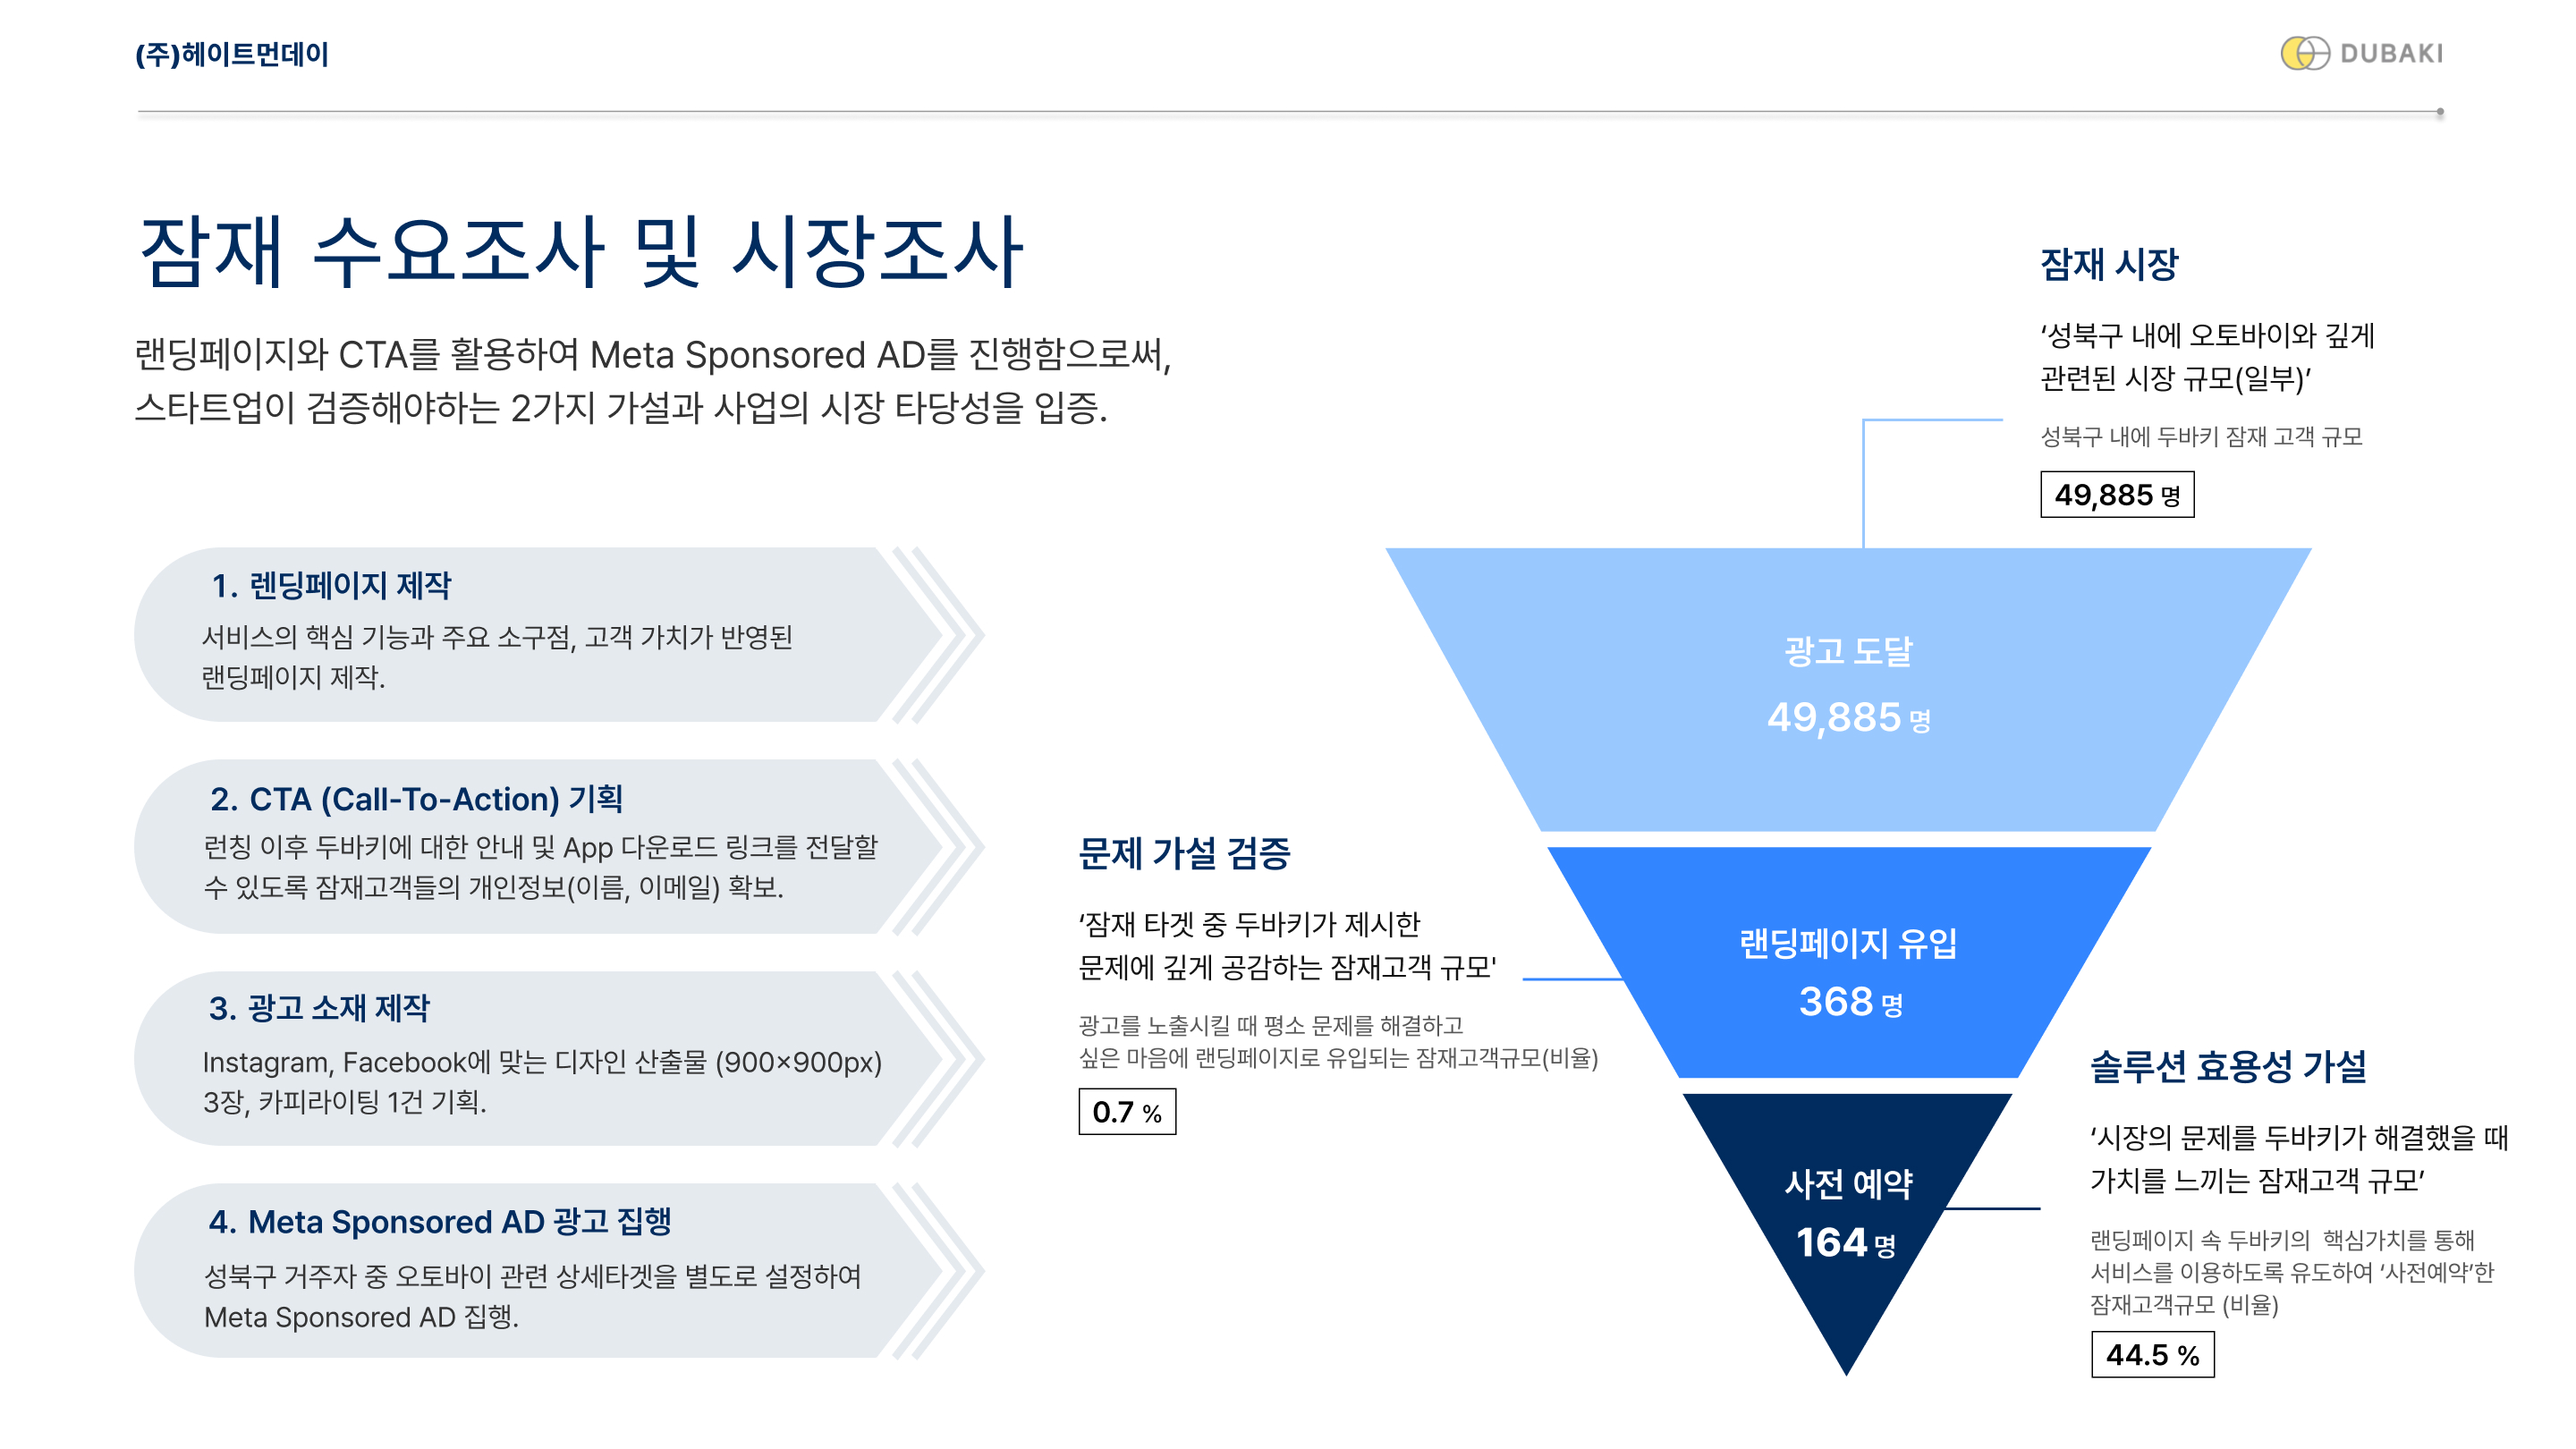 (주)헤이트먼데이
DUBAKI
잠재 수요조사 및 시장조사
랜딩페이지와 CTA를 활용하여 Meta Sponsored AD를 진행함으로써,
스타트업이 검증해야하는 2가지 가설과 사업의 시장 타당성을 입증.
1. 렌딩페이지 제작
서비스의 핵심 기능과 주요 소구점, 고객 가치가 반영된
랜딩페이지 제작.
2. CTA (Call-To-Action) 기획
런칭 이후 두바키에 대한 안내 및 App 다운로드 링크를 전달할
수 있도록 잠재고객들의 개인정보(이름, 이메일) 확보.
3. 광고 소재 제작
Instagram, Facebook에 맞는 디자인 산출물 (900×900px)
3장, 카피라이팅 1건 기획.
4. Meta Sponsored AD 광고 집행
성북구 거주자 중 오토바이 관련 상세타겟을 별도로 설정하여
Meta Sponsored AD 집행.
잠재 시장
‘성북구 내에 오토바이와 깊게
관련된 시장 규모(일부)’
성북구 내에 두바키 잠재 고객 규모
49,885 명
광고 도달
49,885 명
문제 가설 검증
‘잠재 타겟 중 두바키가 제시한
문제에 깊게 공감하는 잠재고객 규모'
광고를 노출시킬 때 평소 문제를 해결하고
싶은 마음에 랜딩페이지로 유입되는 잠재고객규모(비율)
0.7 %
랜딩페이지 유입
368 명
사전 예약
164 명
솔루션 효용성 가설
‘시장의 문제를 두바키가 해결했을 때
가치를 느끼는 잠재고객 규모’
랜딩페이지 속 두바키의 핵심가치를 통해
서비스를 이용하도록 유도하여 ‘사전예약’한
잠재고객규모 (비율)
44.5 %